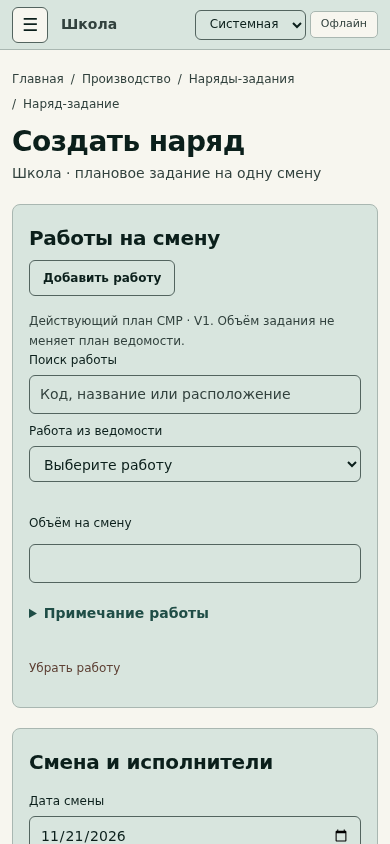 ☰ Школа Системная Офлайн
Главная / Производство / Наряды-задания
/ Наряд-задание
Создать наряд
Школа · плановое задание на одну смену
Работы на смену
Добавить работу
Действующий план СМР · V1. Объём задания не
меняет план ведомости.
Поиск работы
Код, название или расположение
Работа из ведомости
Выберите работу
Объём на смену
Примечание работы
Убрать работу
Смена и исполнители
Дата смены
11/21/2026